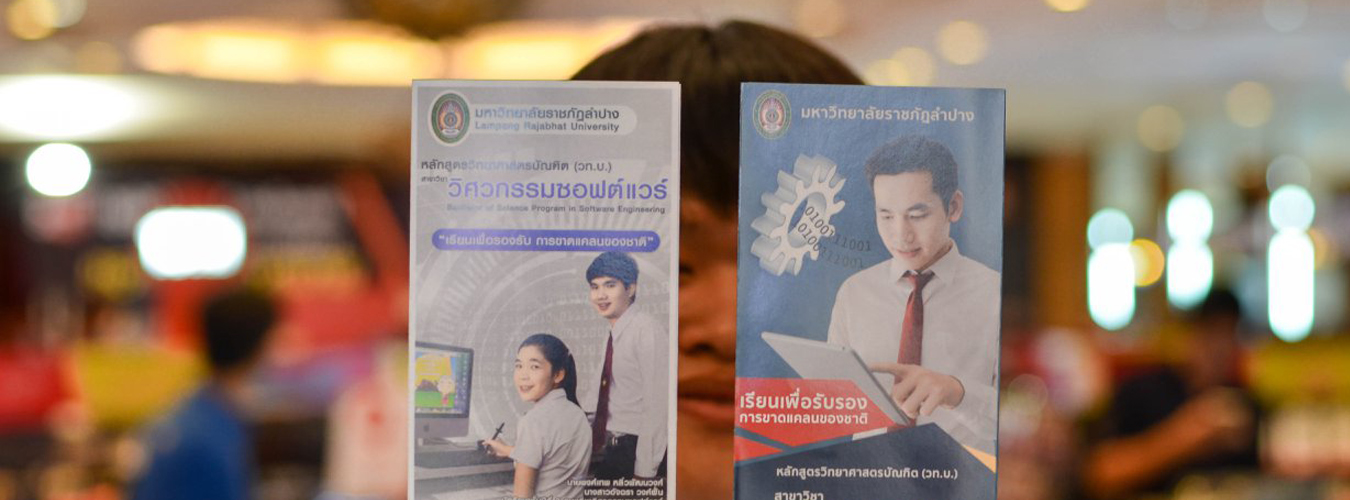 มหาวิทยาลัยราชภัฏลำปาง
Lampang Rajabhat University
หลักสูตรวิทยาศาสตรบัณฑิต (วท.บ.)
สาขาวิชา วิศวกรรมซอฟต์แวร์
Bachelor of Science Program in Software Engineering
"เรียนเพื่อรองรับ การขาดแคลนของชาติ"
มหาวิทยาลัยราชภัฏลำปาง
0100111001
0100111001
เรียนเพื่อรับรอง
การขาดแคลนของชาติ
หลักสูตรวิทยาศาสตรบัณฑิต (วท.บ.)
สาขาวิชา